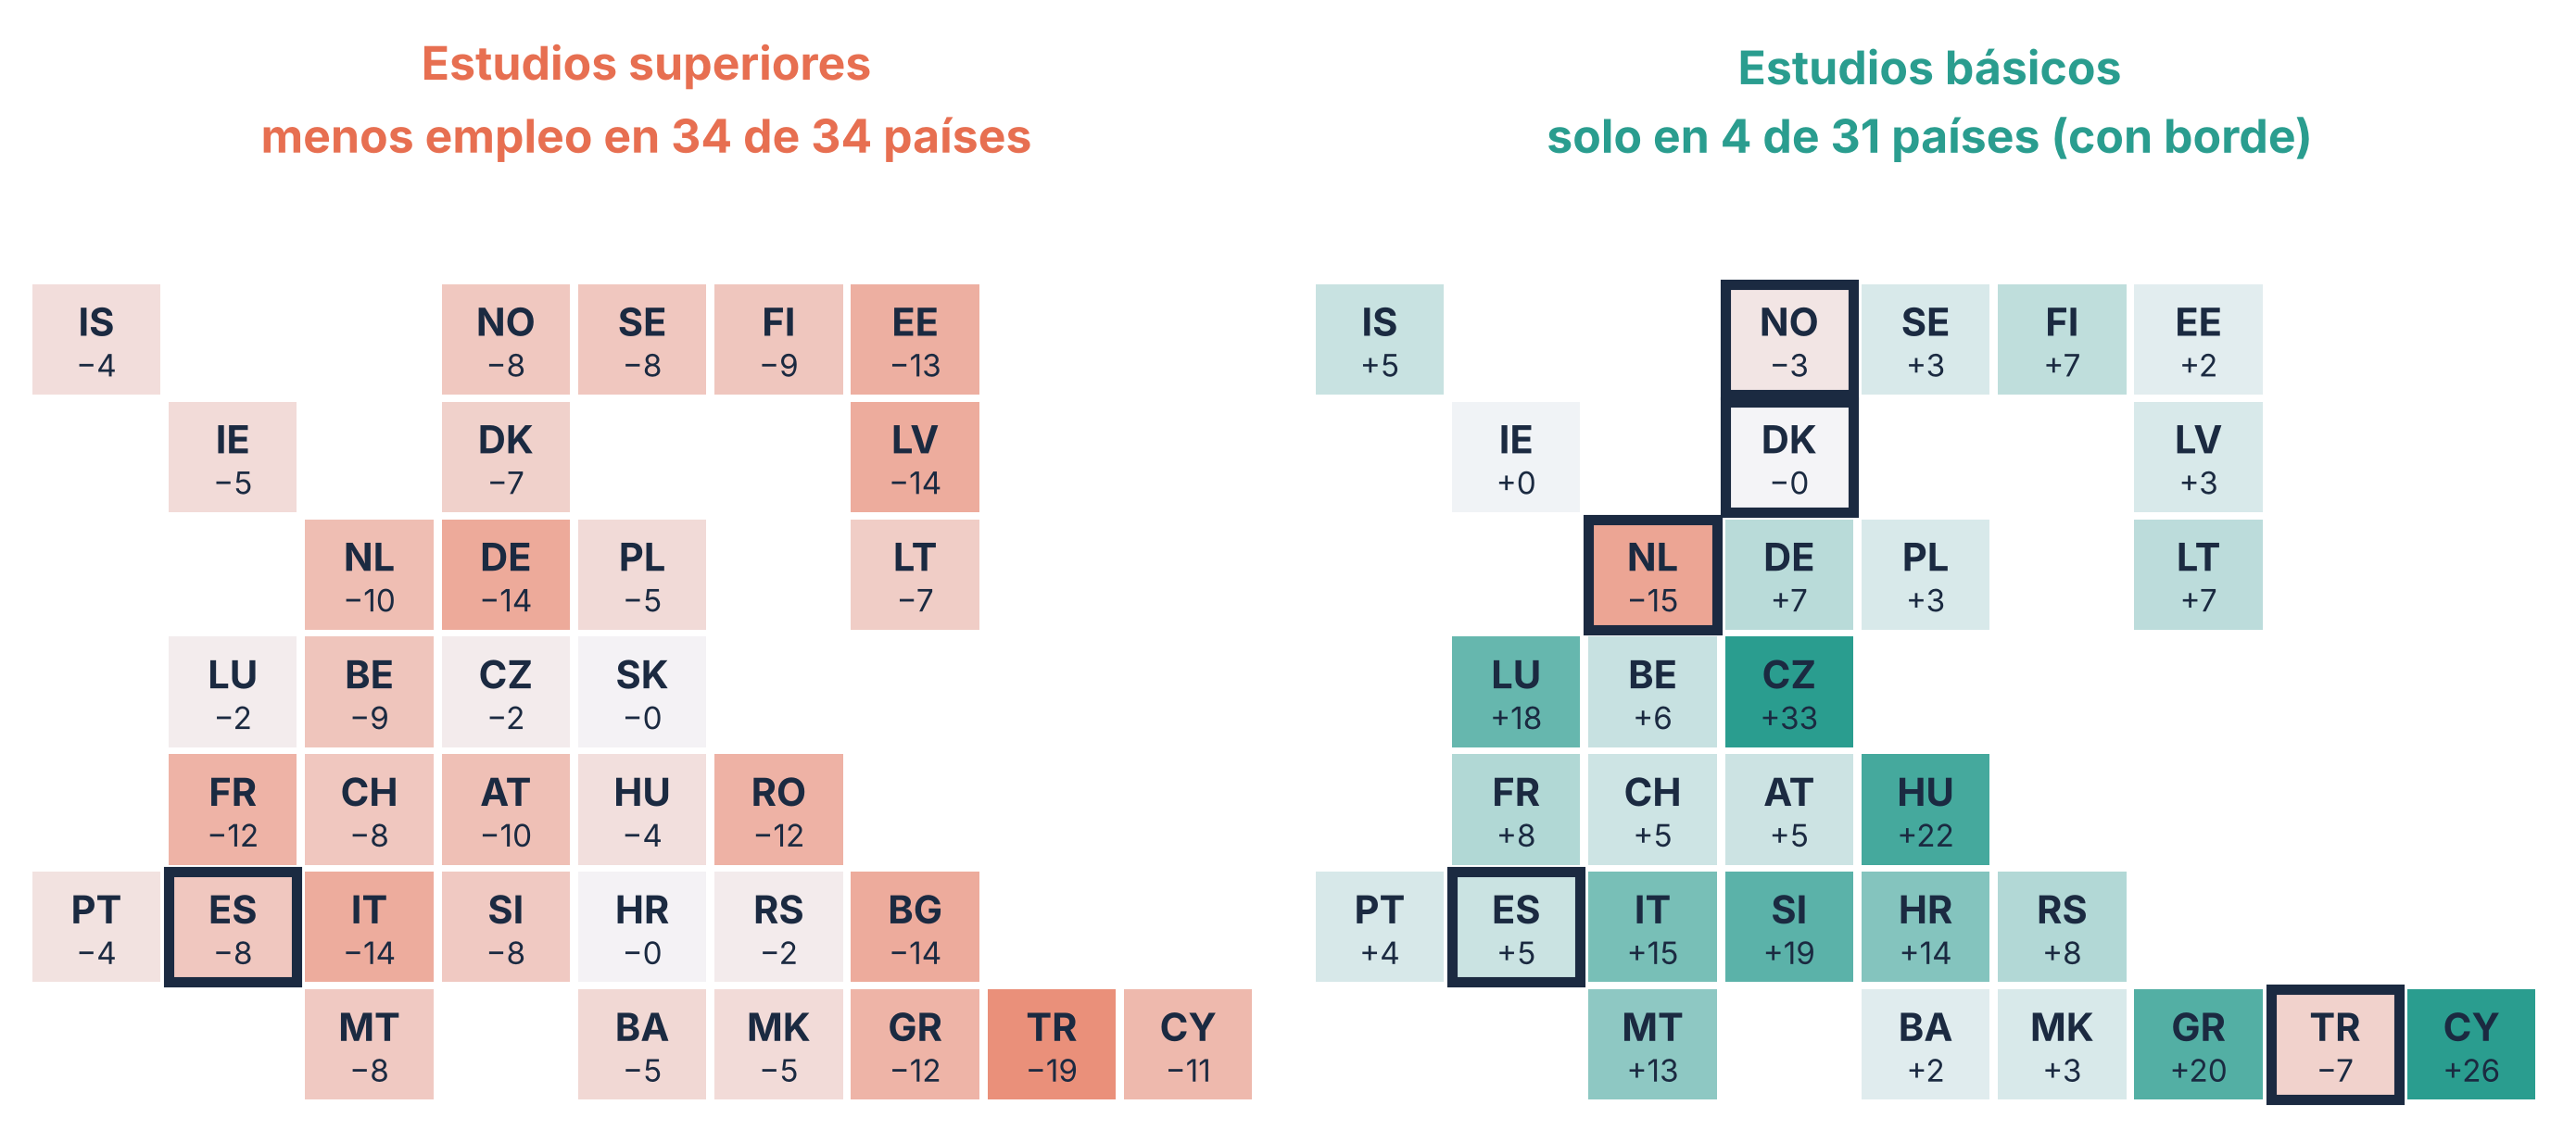 Estudios superiores
menos empleo en 34 de 34 países
IS NO SE FI EE
−4 −8 −8 −9 −13
IE DK LV
−5 −7 −14
NL DE PL LT
−10 −14 −5 −7
LU BE CZ SK
−2 −9 −2 −0
FR CH AT HU RO
−12 −8 −10 −4 −12
PT ES IT SI HR RS BG
−4 −8 −14 −8 −0 −2 −14
MT BA MK GR TR CY
−8 −5 −5 −12 −19 −11
Estudios básicos
solo en 4 de 31 países (con borde)
IS NO SE FI EE
+5 −3 +3 +7 +2
IE DK LV
+0 −0 +3
NL DE PL LT
−15 +7 +3 +7
LU BE CZ
+18 +6 +33
FR CH AT HU
+8 +5 +5 +22
PT ES IT SI HR RS
+4 +5 +15 +19 +14 +8
MT BA MK GR TR CY
+13 +2 +3 +20 −7 +26